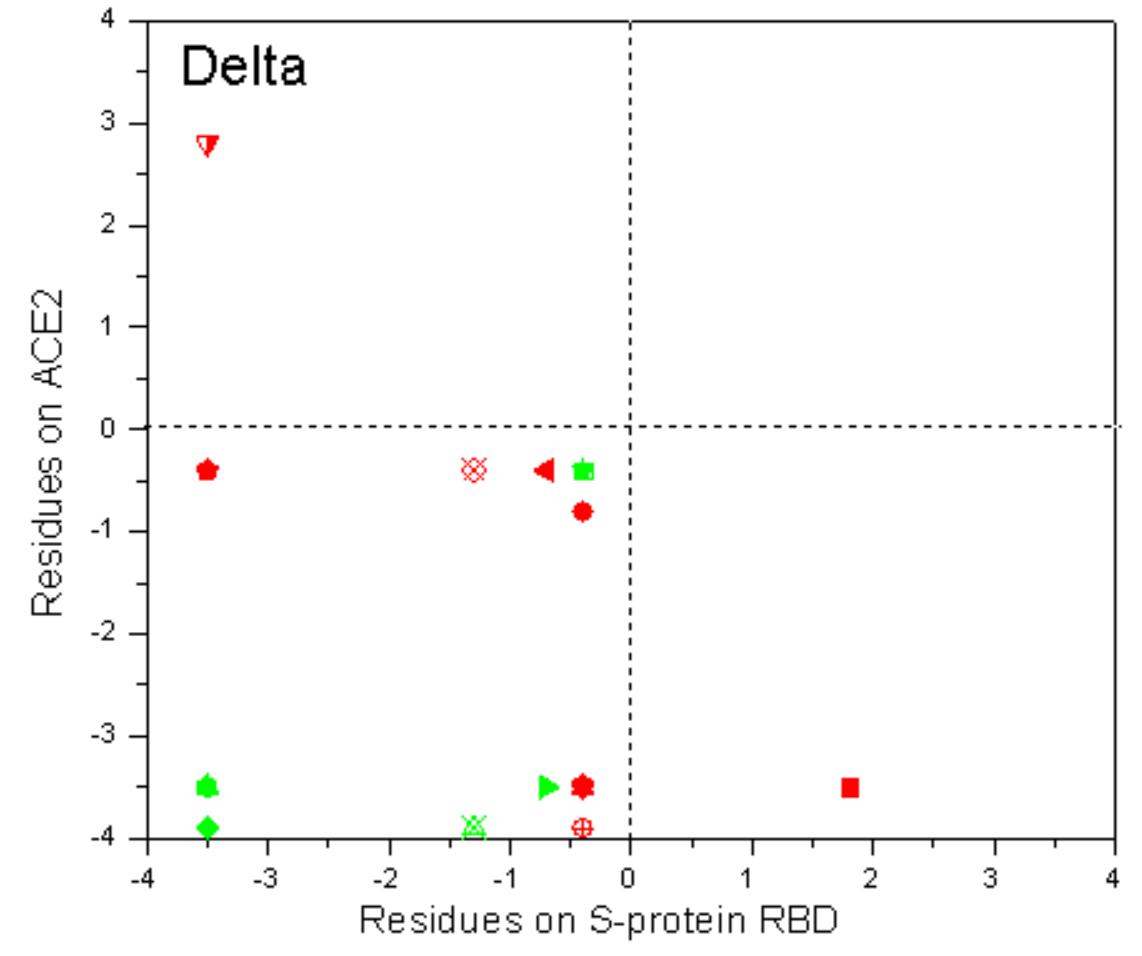 Delta
4
3
2
1
0
-1
-2
-3
-4
Residues on ACE2
-4 -3 -2 -1 0 1 2 3 4
Residues on S-protein RBD